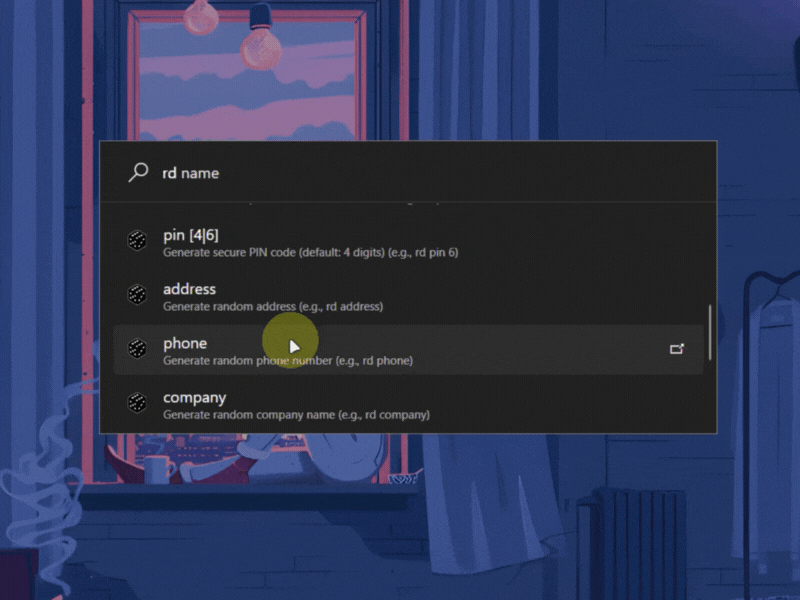 rd name
pin [4|6]
Generate secure PIN code (default: 4 digits) (e.g., rd pin 6)
address
Generate random address (e.g., rd address)
phone
Generate random phone number (e.g., rd phone)
company
Generate random company name (e.g., rd company)